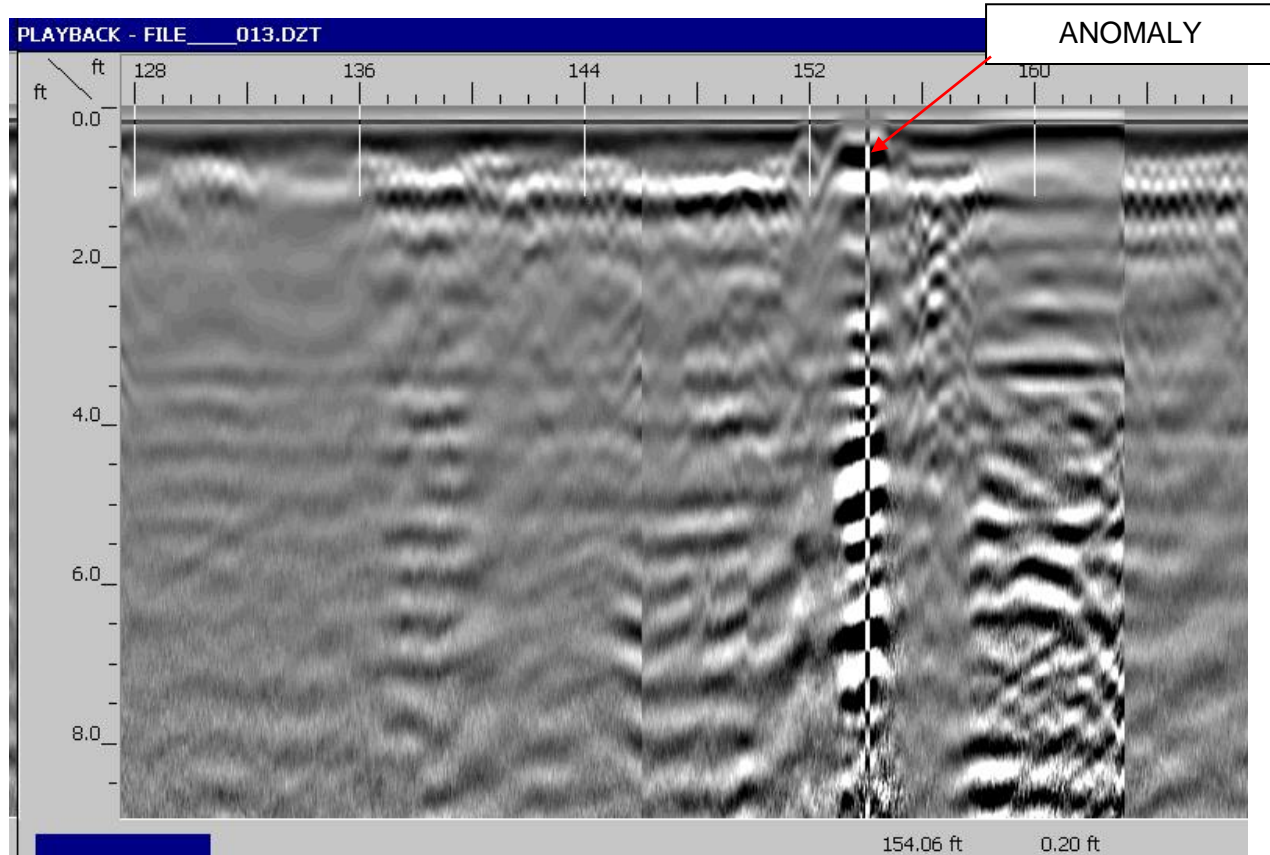 PLAYBACK - FILE____013.DZT
ANOMALY
ft 128 136 144 152 160
ft
0.0
2.0
4.0
6.0
8.0
154.06 ft 0.20 ft